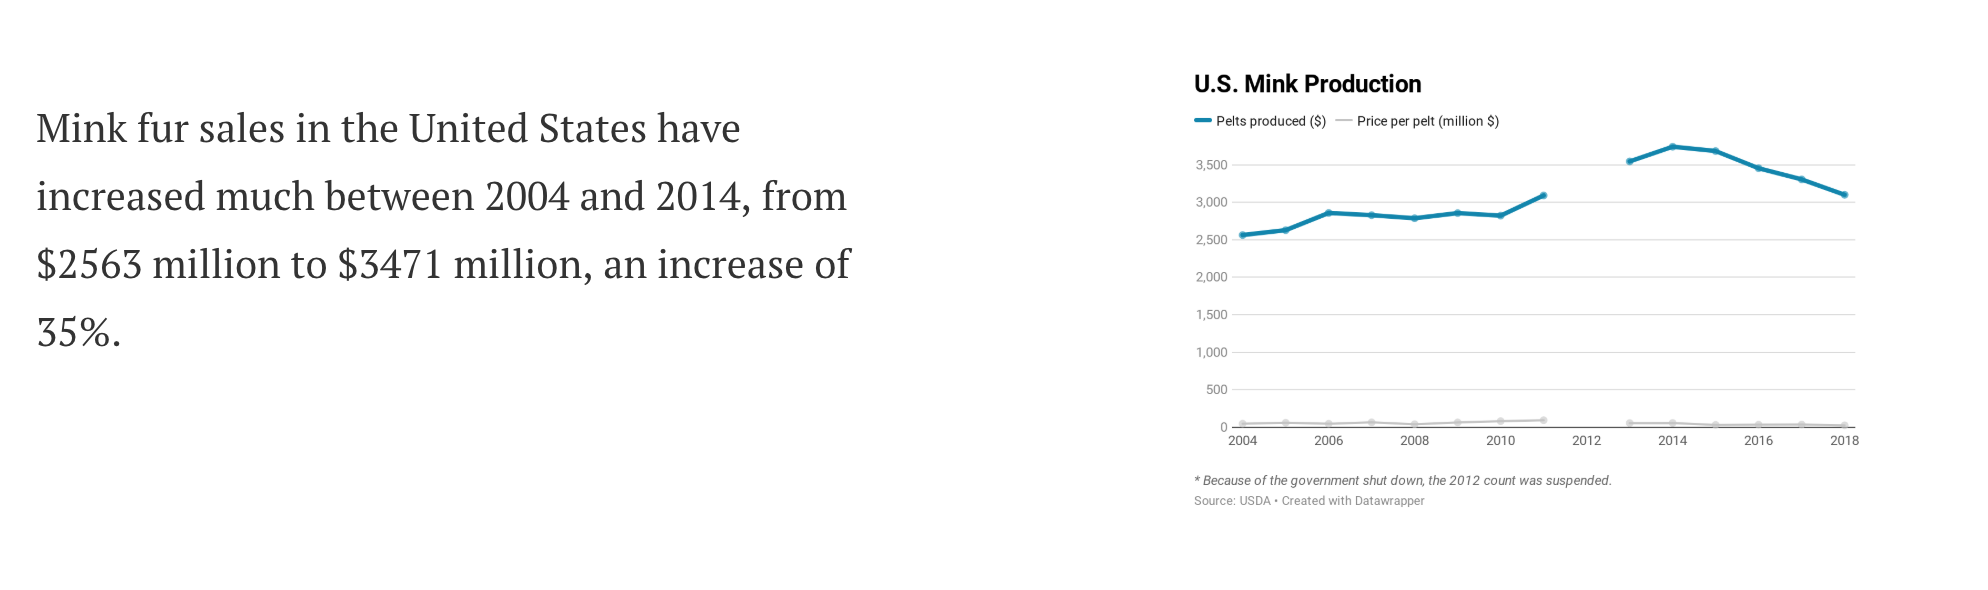 Mink fur sales in the United States have
increased much between 2004 and 2014, from
$2563 million to $3471 million, an increase of
35%.
U.S. Mink Production
Pelts produced ($) Price per pelt (million $)
3,500
3,000
2,500
2,000
1,500
1,000
500
0
2004 2006 2008 2010 2012 2014 2016 2018
* Because of the government shut down, the 2012 count was suspended.
Source: USDA • Created with Datawrapper